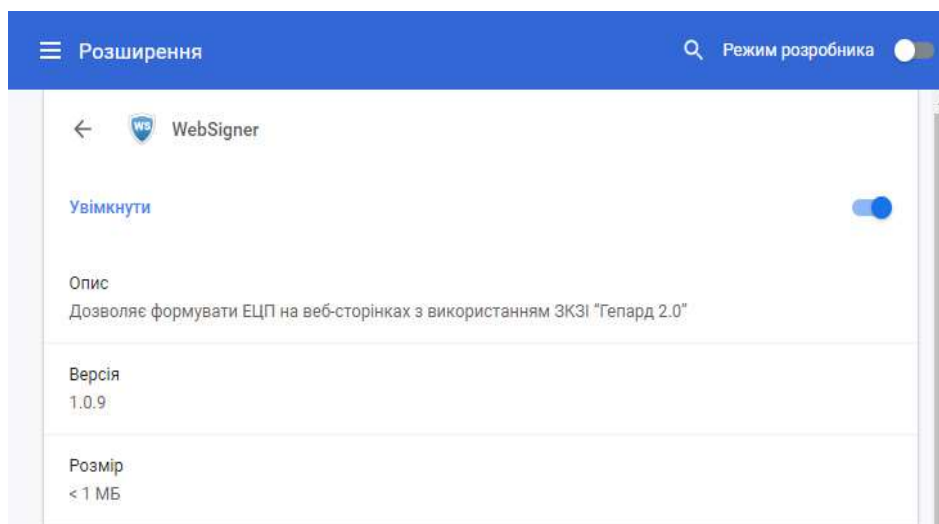 Розширення
Режим розробника
WS
WebSigner
Увімкнути
Опис
Дозволяє формувати ЕЦП на веб-сторінках з використанням ЗКЗІ "Гепард 2.0"
Версія
1.0.9
Розмір
< 1 МБ